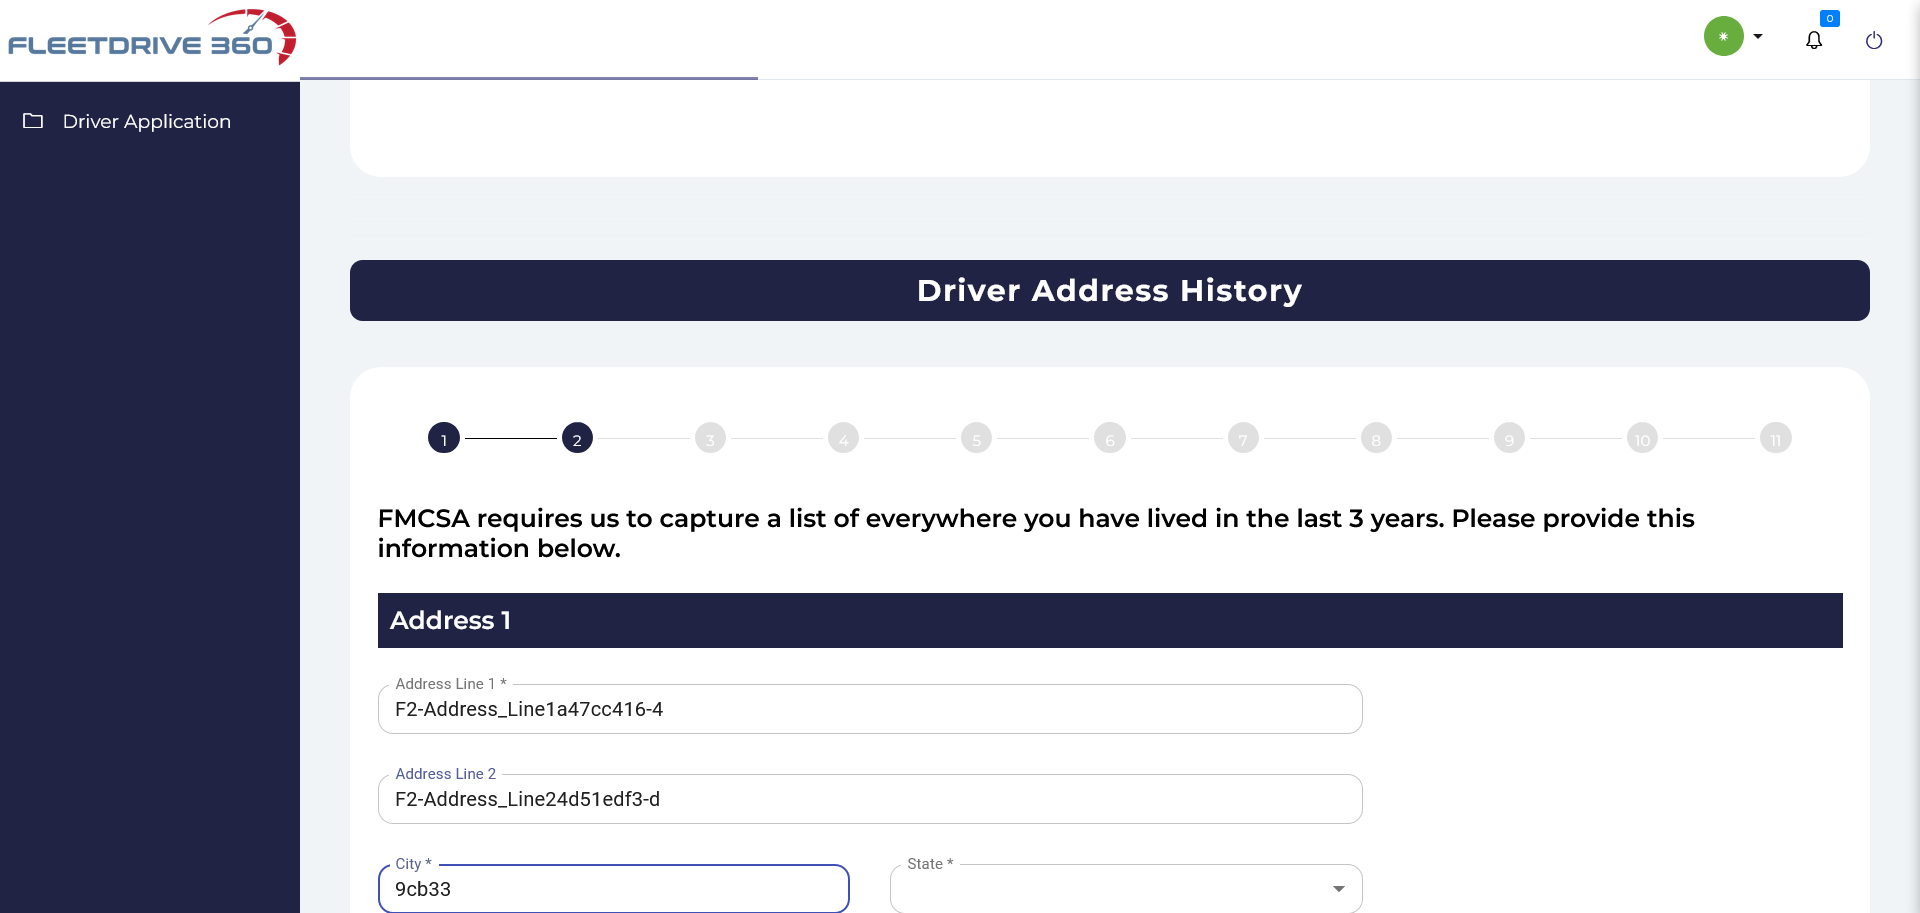 FLEETDRIVE 360
0
Driver Application
Driver Address History
1 2 3 4 5 6 7 8 9 10 11
FMCSA requires us to capture a list of everywhere you have lived in the last 3 years. Please provide this
information below.
Address 1
Address Line 1 *
F2-Address_Line1a47cc416-4
Address Line 2
F2-Address_Line24d51edf3-d
City *
State *
9cb33